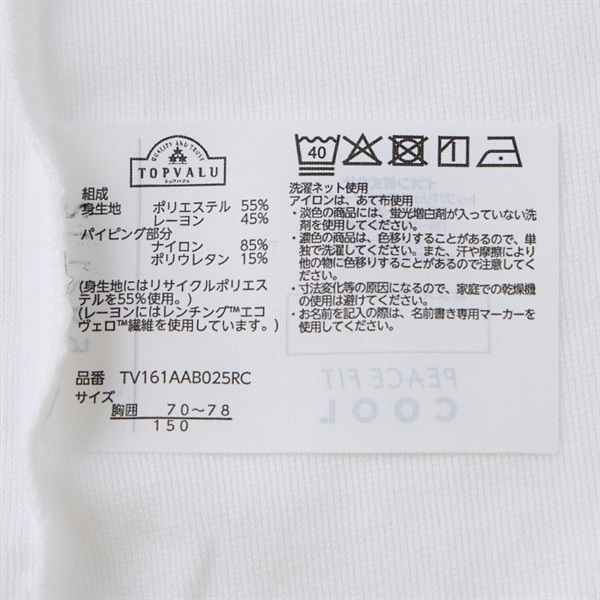 QUALITY AND TRUST
TOPVALU
トップバリュ
組成
身生地 ポリエステル 55%
レーヨン 45%
パイピング部分
ナイロン 85%
ポリウレタン 15%
(身生地にはリサイクルポリエス
テルを55%使用。)
(レーヨンにはレンチング™エコ
ヴェロ™繊維を使用しています。)
品番 TV161AAB025RC
サイズ
胸囲 70～78
150
40
洗濯ネット使用
アイロンは、あて布使用
・淡色の商品には、蛍光増白剤が入っていない洗
剤を使用してください。
・濃色の商品は、色移りすることがあるので、単
独で洗濯してください。また、汗や摩擦により
他の物に色移りすることがあるので注意してく
ださい。
・寸法変化等の原因になるので、家庭での乾燥機
の使用は避けてください。
・お名前を記入の際は、名前書き専用マーカーを
使用してください。
PEACE FIT
COOL